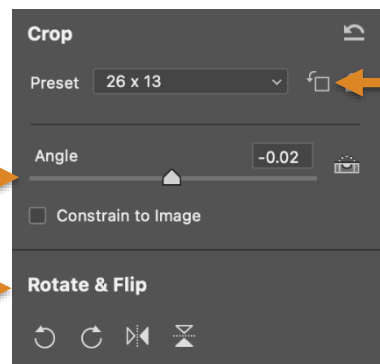 Crop
Preset 26 x 13
Angle -0.02
Constrain to Image
Rotate & Flip